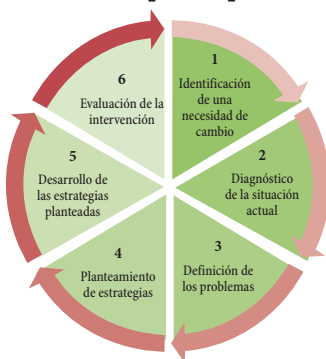 1
Identificación
de una
necesidad de
cambio
2
Diagnóstico
de la situación
actual
3
Definición de
los problemas
4
Planteamiento
de estrategias
5
Desarrollo de
las estrategias
planteadas
6
Evaluación de la
intervención